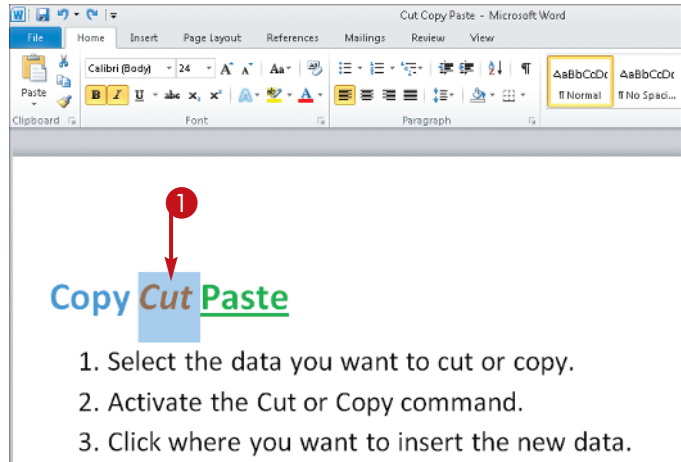 Cut Copy Paste - Microsoft Word
File Home Insert Page Layout References Mailings Review View
Calibri (Body) 24 A A Aa
AaBbCcDc AaBbCcDc
Paste
B I U abc x, x² A A
¶ Normal ¶ No Spaci...
Clipboard Font Paragraph
1
Copy Cut Paste
1. Select the data you want to cut or copy.
2. Activate the Cut or Copy command.
3. Click where you want to insert the new data.